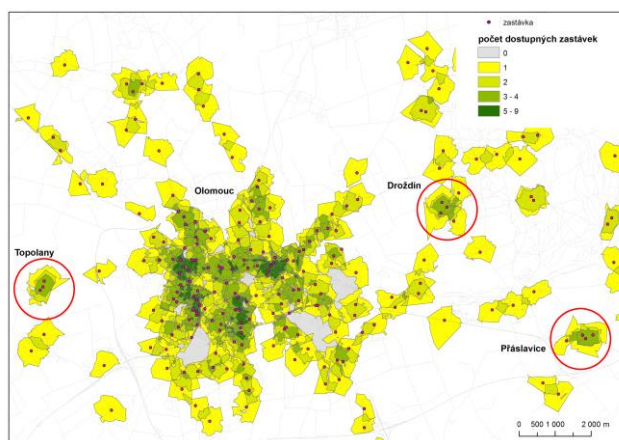 zastávka
počet dostupných zastávek
0
1
2
3 - 4
5 - 9
Olomouc
Droždín
Topolany
Přáslavice
0 500 1 000 2 000 m